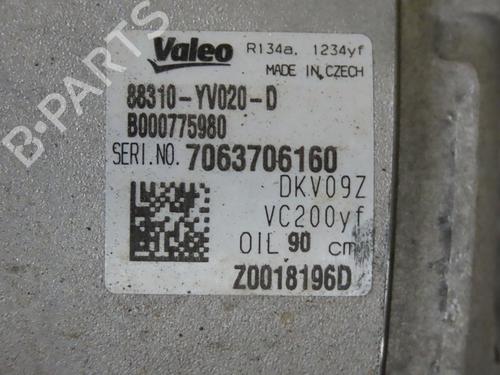 Valeo R134a, 1234yf
MADE IN CZECH
88310-YV020-D
B000775980
SERI.NO. 7063706160
DKV09Z
VC200yf
OIL 90 cm
Z0018196D
B-PARTS